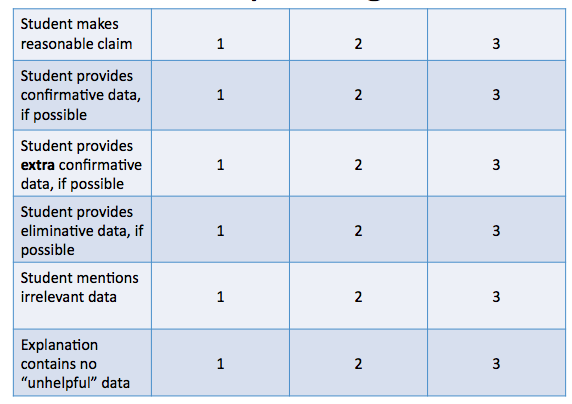 Student makes
reasonable claim
1 2 3
Student provides
confirmative data,
if possible
1 2 3
Student provides
extra confirmative
data, if possible
1 2 3
Student provides
eliminative data, if
possible
1 2 3
Student mentions
irrelevant data
1 2 3
Explanation
contains no
“unhelpful” data
1 2 3